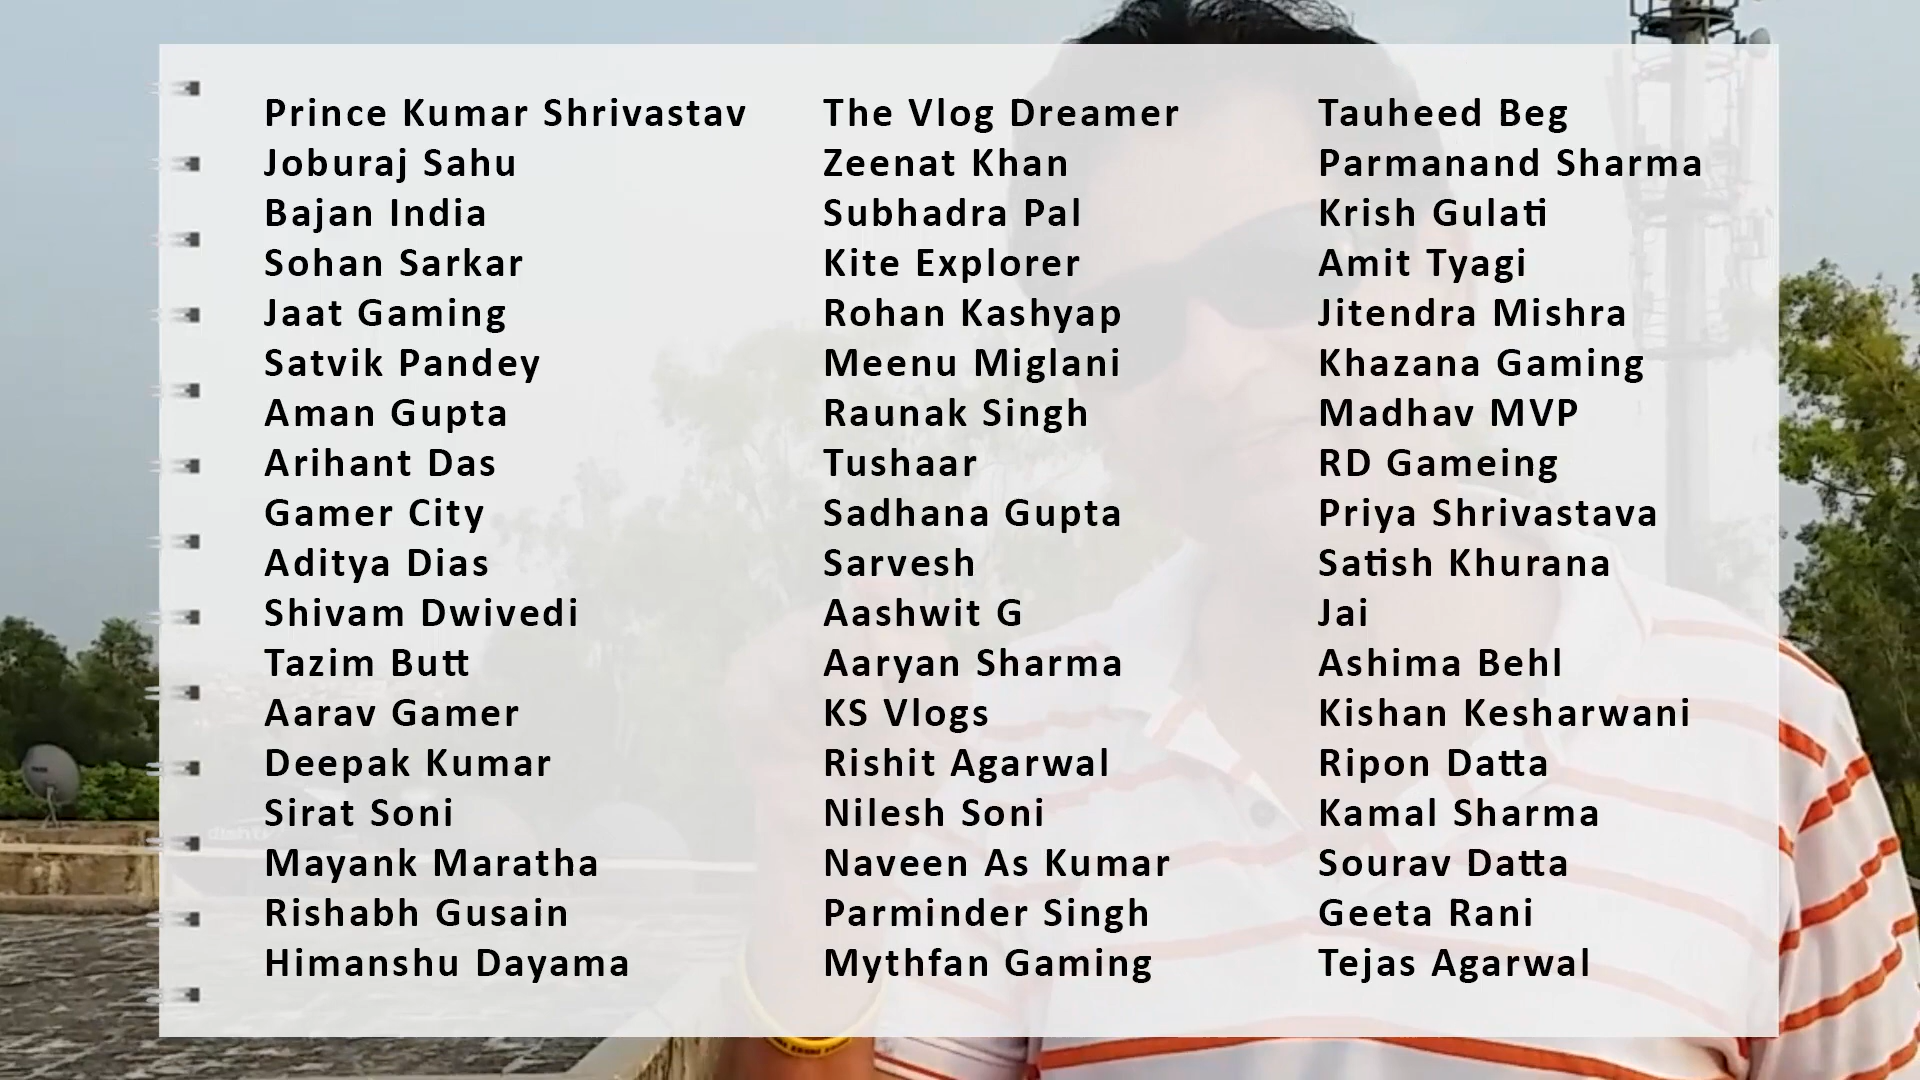 Prince Kumar Shrivastav
Joburaj Sahu
Bajan India
Sohan Sarkar
Jaat Gaming
Satvik Pandey
Aman Gupta
Arihant Das
Gamer City
Aditya Dias
Shivam Dwivedi
Tazim Butt
Aarav Gamer
Deepak Kumar
Sirat Soni
Mayank Maratha
Rishabh Gusain
Himanshu Dayama
The Vlog Dreamer
Zeenat Khan
Subhadra Pal
Kite Explorer
Rohan Kashyap
Meenu Miglani
Raunak Singh
Tushaar
Sadhana Gupta
Sarvesh
Aashwit G
Aaryan Sharma
KS Vlogs
Rishit Agarwal
Nilesh Soni
Naveen As Kumar
Parminder Singh
Mythfan Gaming
Tauheed Beg
Parmanand Sharma
Krish Gulati
Amit Tyagi
Jitendra Mishra
Khazana Gaming
Madhav MVP
RD Gameing
Priya Shrivastava
Satish Khurana
Jai
Ashima Behl
Kishan Kesharwani
Ripon Datta
Kamal Sharma
Sourav Datta
Geeta Rani
Tejas Agarwal